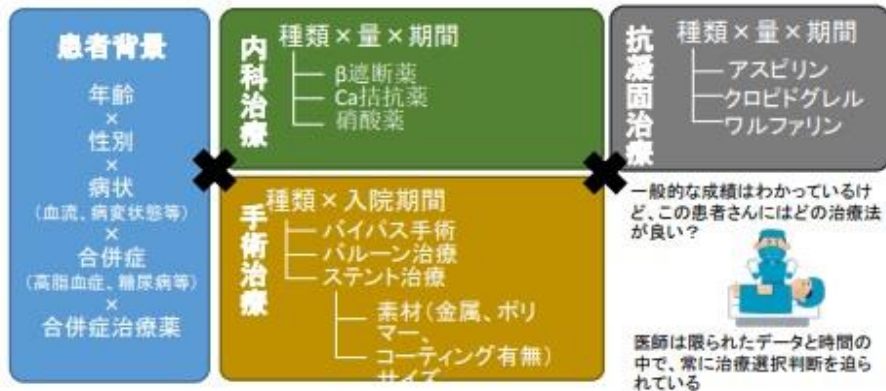 患者背景
年齢
×
性別
×
病状
(血流、病変状態等)
×
合併症
(高脂血症、糖尿病等)
×
合併症治療薬
内科治療
種類×量×期間
β遮断薬
Ca拮抗薬
硝酸薬
手術治療
種類×入院期間
バイパス手術
バルーン治療
ステント治療
素材(金属、ポリ
マー、
コーティング有無)
サイズ
抗凝固治療
種類×量×期間
アスピリン
クロピドグレル
ワルファリン
一般的な成績はわかっているけ
ど、この患者さんにはどの治療法
が良い?
医師は限られたデータと時間の
中で、常に治療選択判断を迫ら
れている